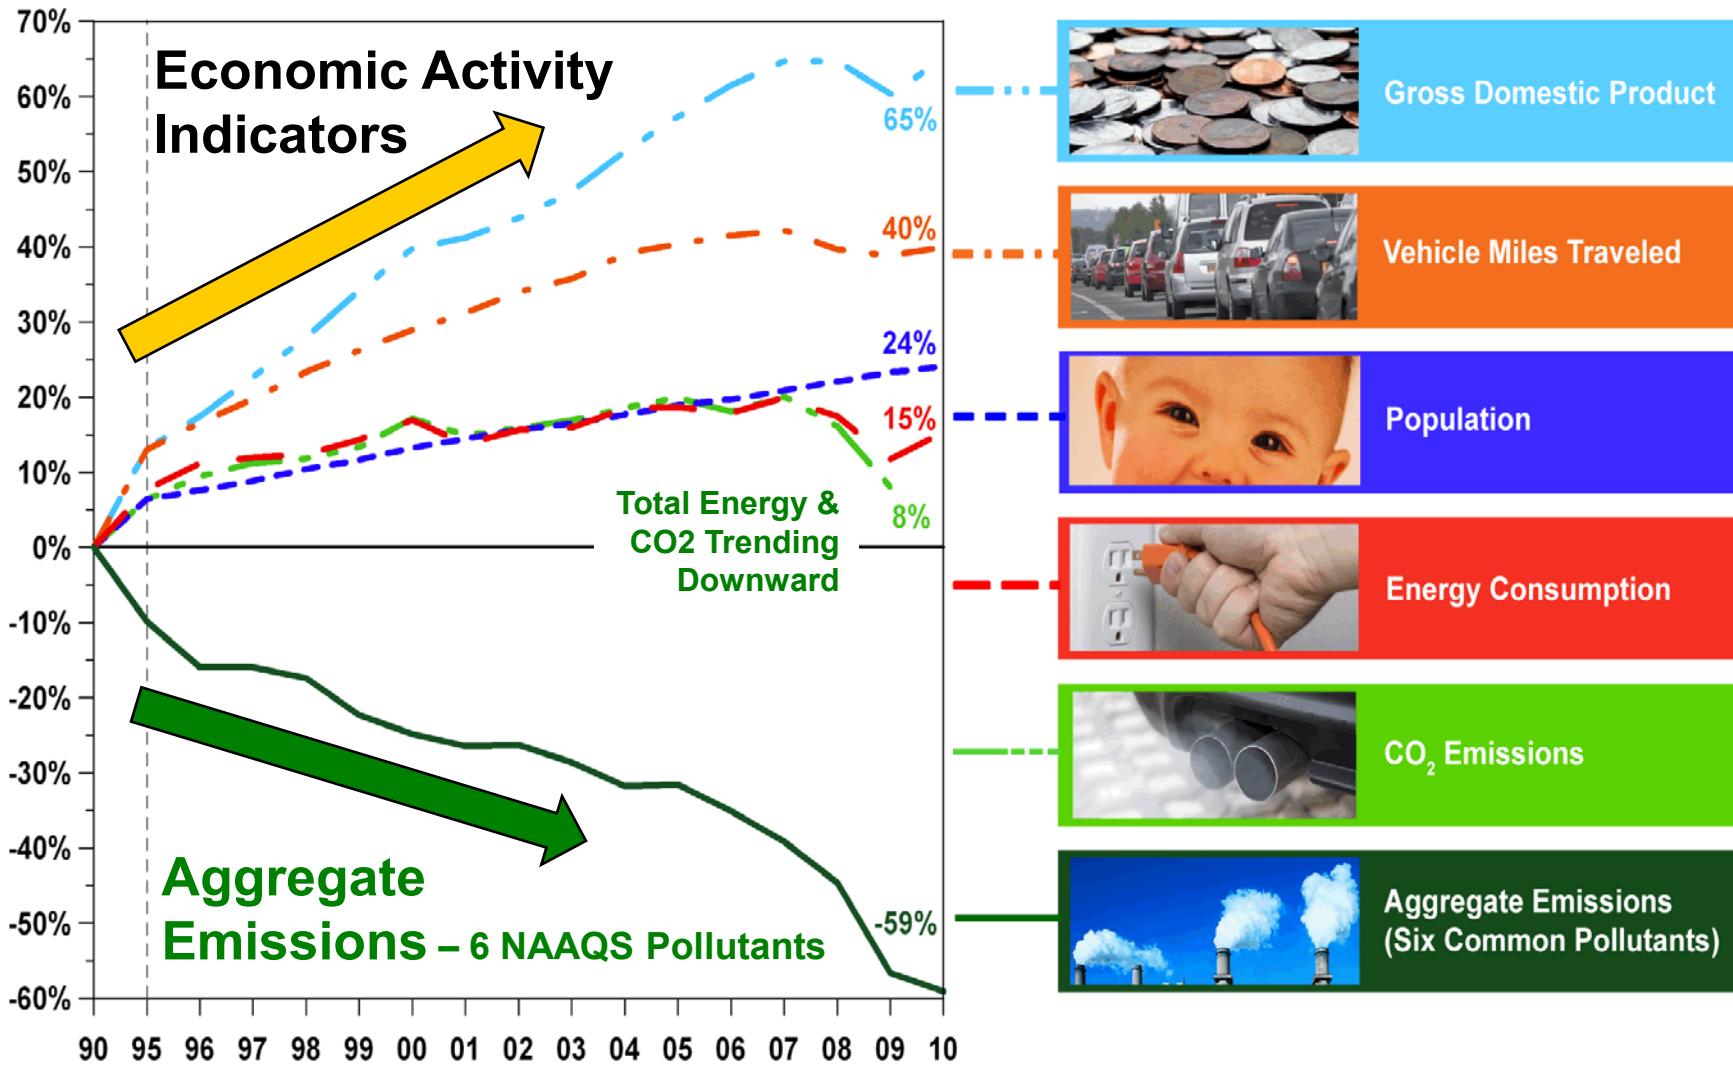 70%
60%
50%
40%
30%
20%
10%
0%
-10%
-20%
-30%
-40%
-50%
-60%
90 95 96 97 98 99 00 01 02 03 04 05 06 07 08 09 10
Economic Activity
Indicators
65%
40%
24%
15%
8%
Total Energy &
CO2 Trending
Downward
-59%
Aggregate
Emissions – 6 NAAQS Pollutants
Gross Domestic Product
Vehicle Miles Traveled
Population
Energy Consumption
CO₂ Emissions
Aggregate Emissions
(Six Common Pollutants)